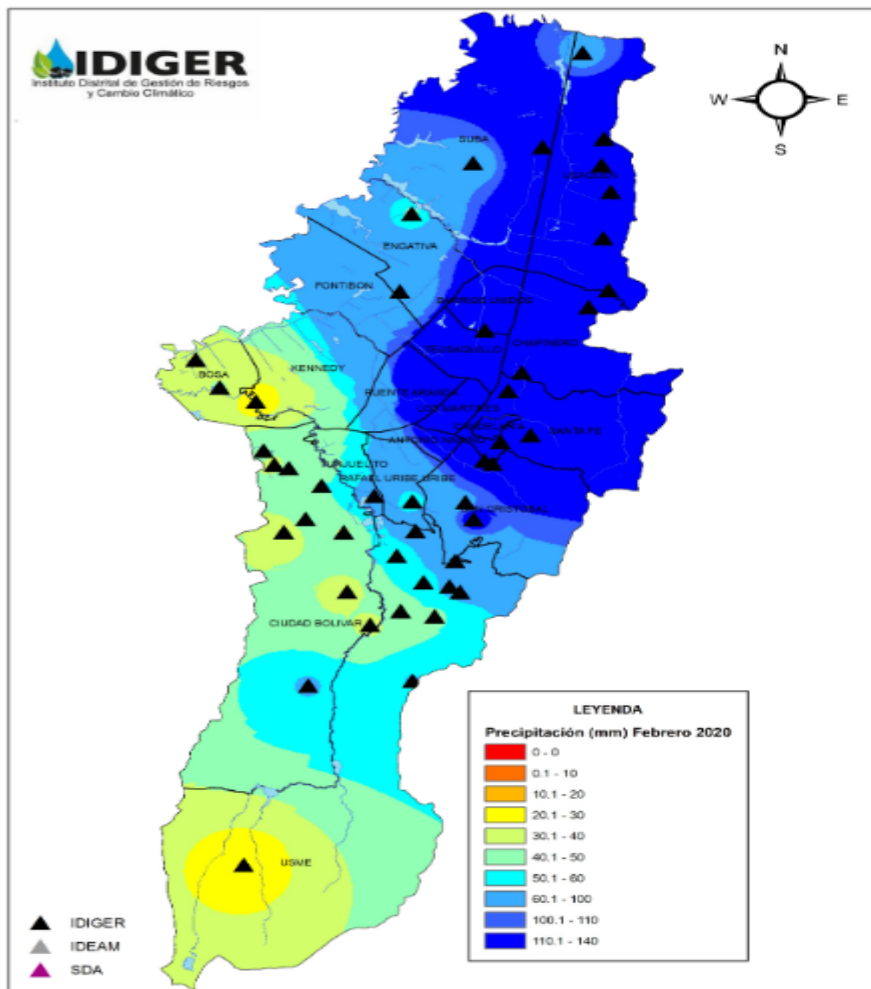 IDIGER
Instituto Distrital de Gestión de Riesgos
y Cambio Climático
N
W
E
S
SUBA
USAQUEN
ENGATIVA
FONTIBON
BARRIOS UNIDOS
TEUSAQUILLO
CHAPINERO
BOSA
KENNEDY
PUENTE ARANDA
LOS MARTIRES
CANDELARIA
ANTONIO NARIÑO
SANTA FE
TUNJUELITO
RAFAEL URIBE URIBE
SAN CRISTOBAL
CIUDAD BOLIVAR
USME
LEYENDA
Precipitación (mm) Febrero 2020
0 - 0
0.1 - 10
10.1 - 20
20.1 - 30
30.1 - 40
40.1 - 50
50.1 - 60
60.1 - 100
100.1 - 110
110.1 - 140
IDIGER
IDEAM
SDA